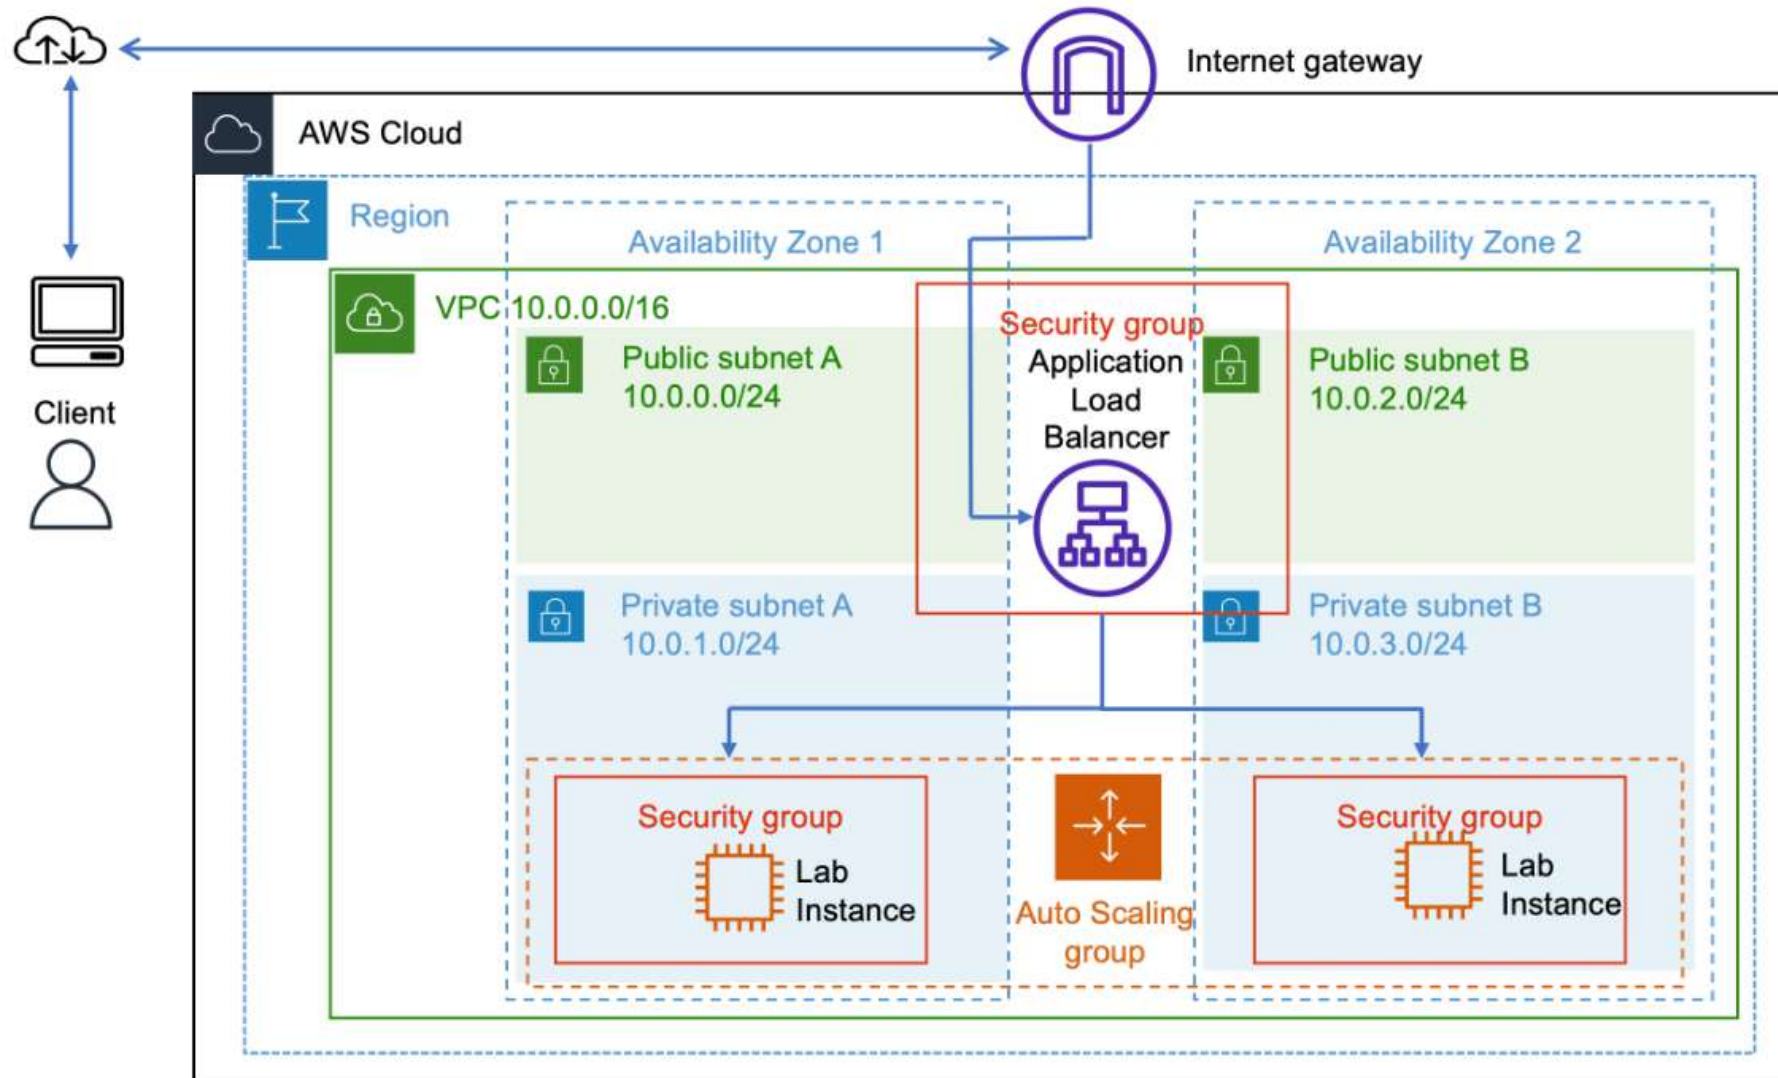 Internet gateway
AWS Cloud
Region
Availability Zone 1
Availability Zone 2
VPC 10.0.0.0/16
Security group
Application
Load
Balancer
Public subnet A
10.0.0.0/24
Public subnet B
10.0.2.0/24
Client
Private subnet A
10.0.1.0/24
Private subnet B
10.0.3.0/24
Security group
Lab
Instance
Auto Scaling
group
Security group
Lab
Instance